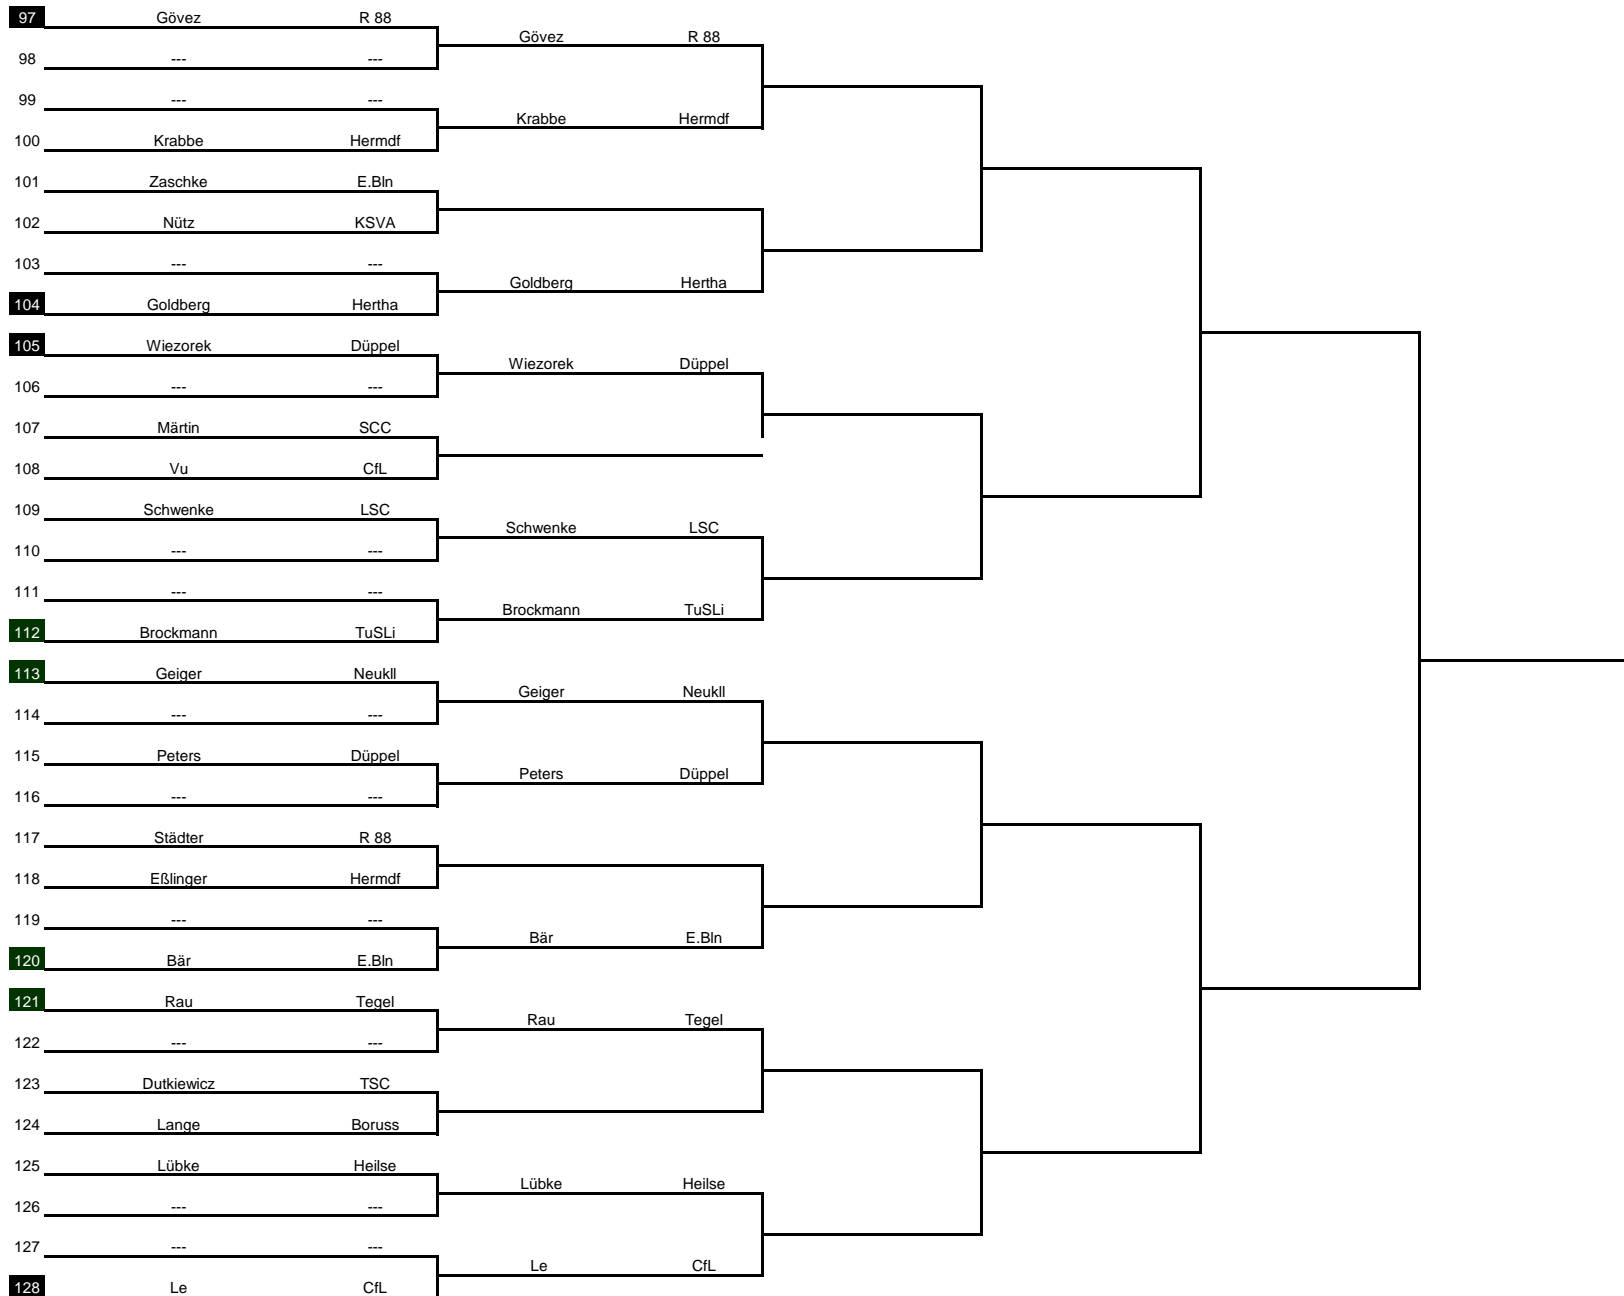 97 Gövez R 88
Gövez R 88
98 --- ---
99 --- ---
Krabbe Hermdf
100 Krabbe Hermdf
101 Zaschke E.Bln
102 Nütz KSVA
103 --- ---
Goldberg Hertha
104 Goldberg Hertha
105 Wiezorek Düppel
Wiezorek Düppel
106 --- ---
107 Märtin SCC
108 Vu CfL
109 Schwenke LSC
Schwenke LSC
110 --- ---
111 --- ---
Brockmann TuSLi
112 Brockmann TuSLi
113 Geiger Neukll
Geiger Neukll
114 --- ---
115 Peters Düppel
Peters Düppel
116 --- ---
117 Städter R 88
118 Eßlinger Hermdf
119 --- ---
Bär E.Bln
120 Bär E.Bln
121 Rau Tegel
Rau Tegel
122 --- ---
123 Dutkiewicz TSC
124 Lange Boruss
125 Lübke Heilse
Lübke Heilse
126 --- ---
127 --- ---
Le CfL
128 Le CfL